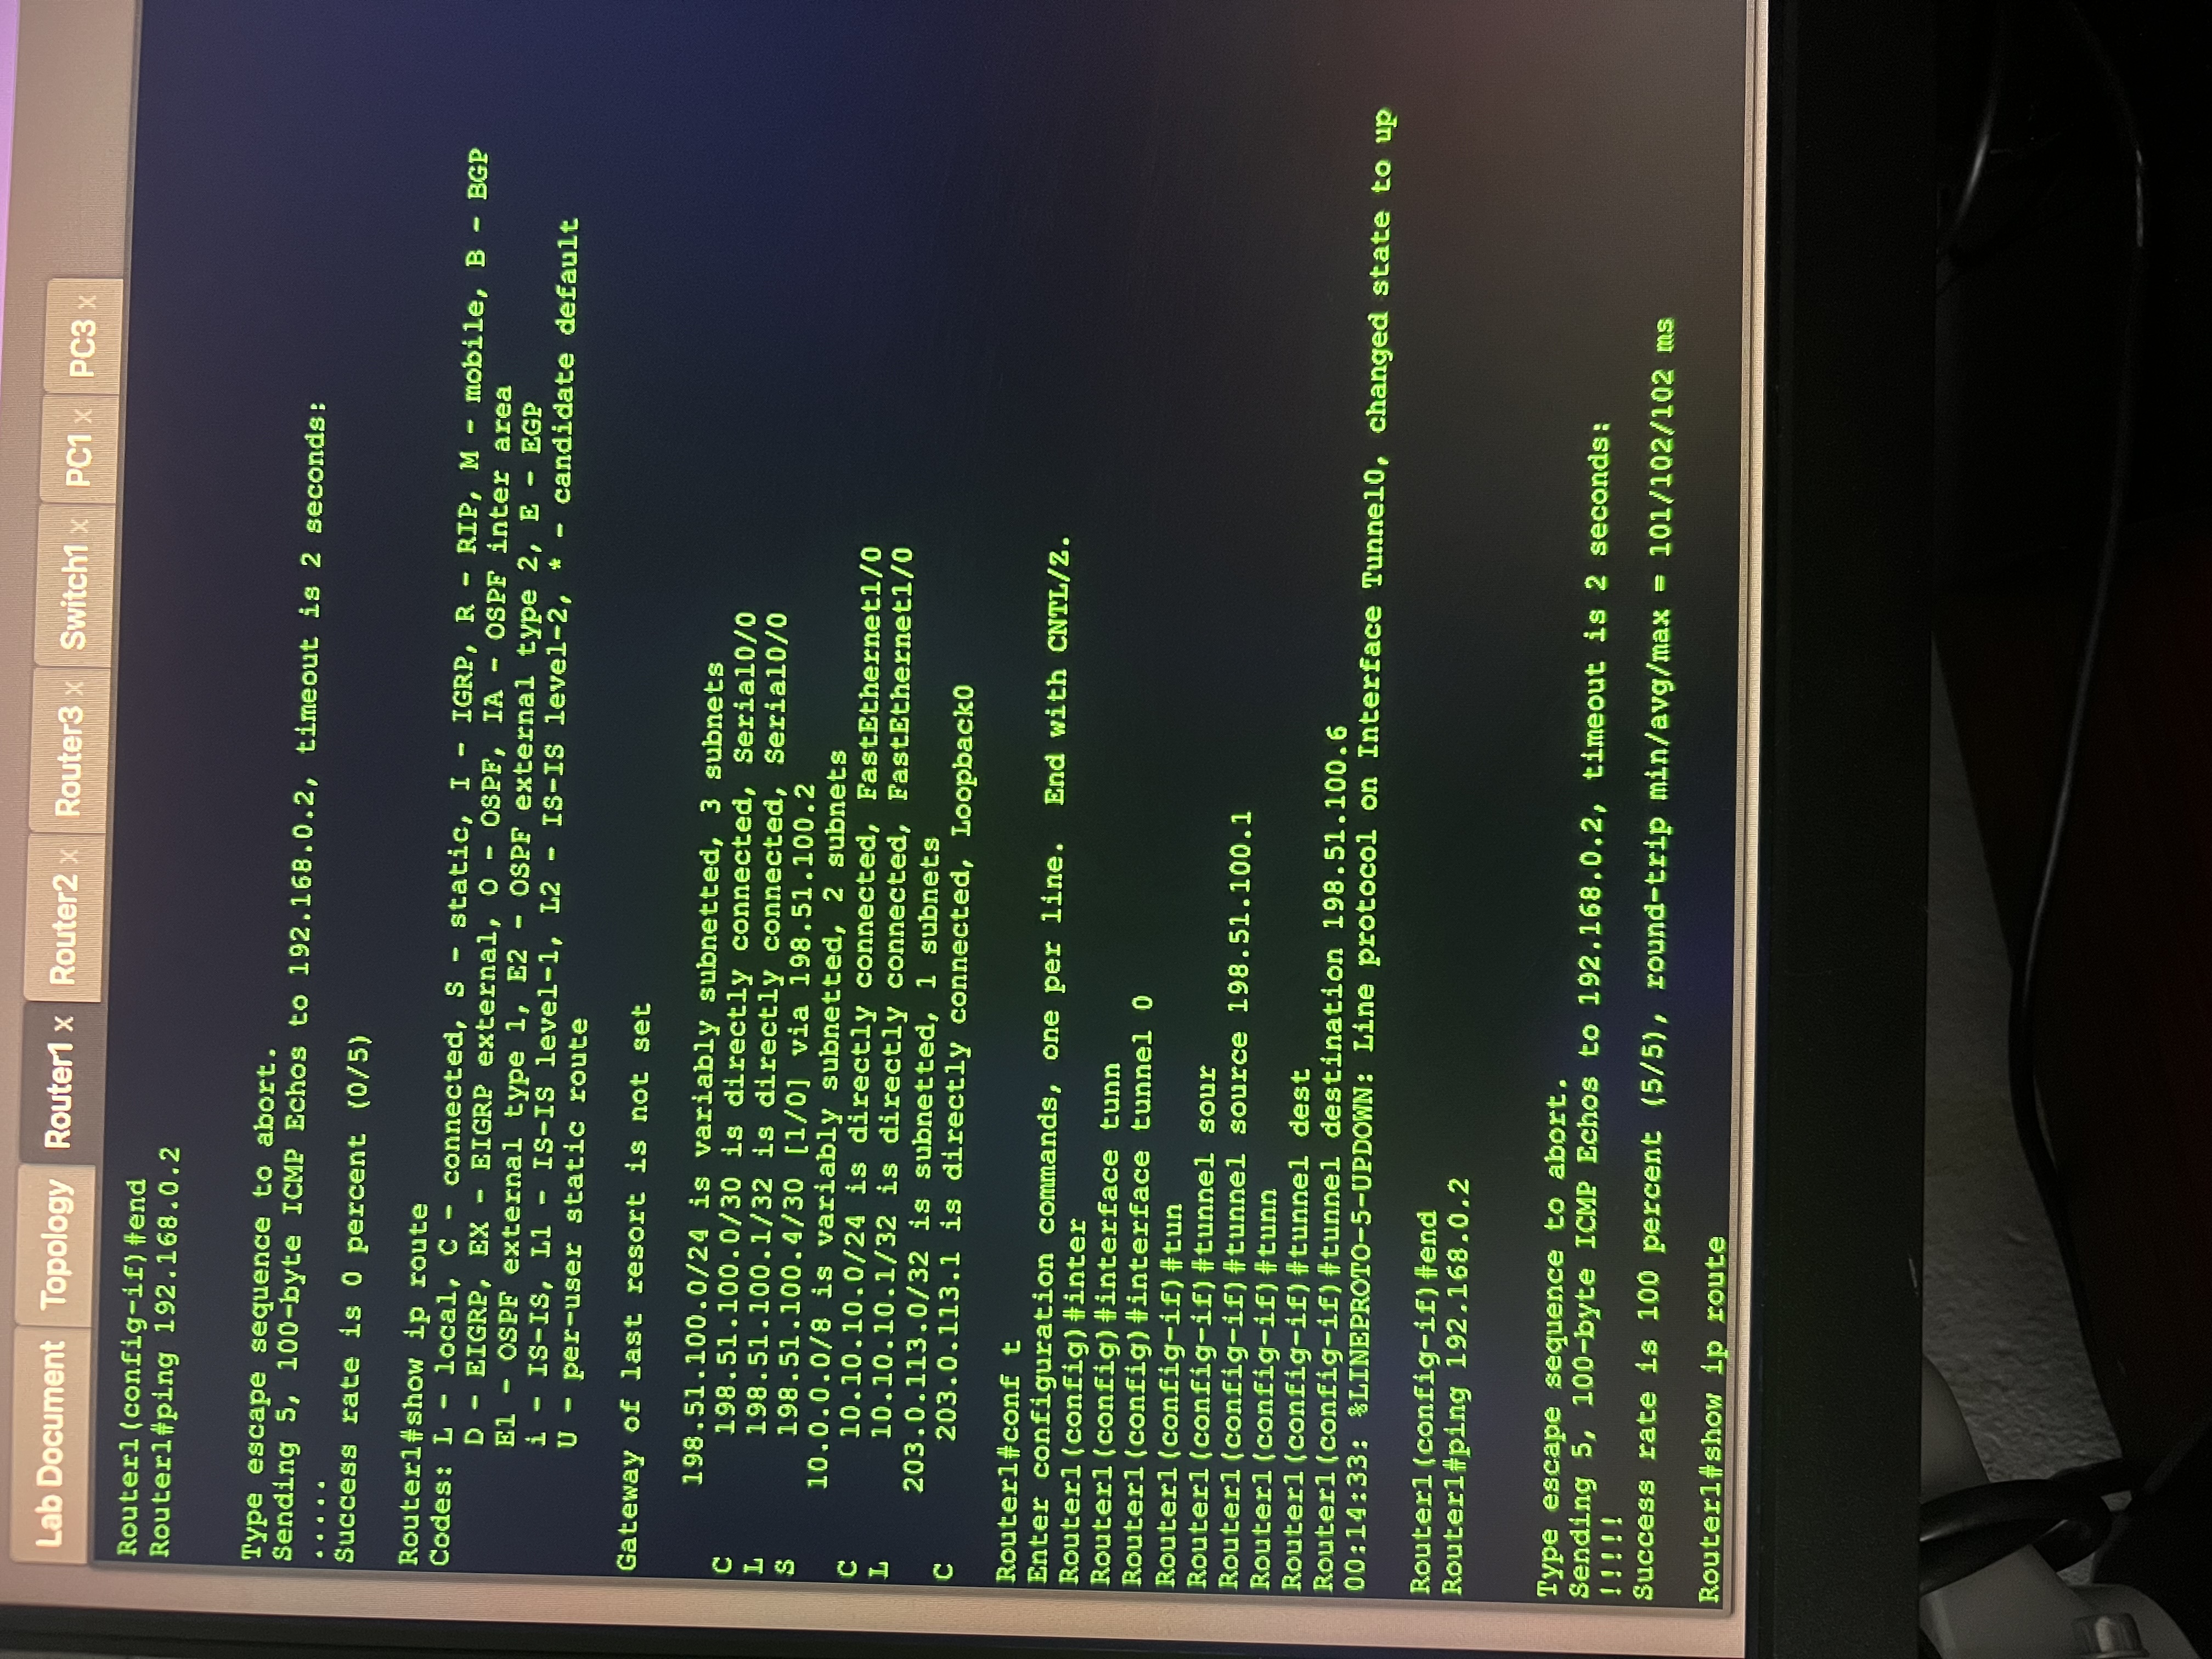 Lab Document Topology Router1 x Router2 x Router3 x Switch1 x PC1 x PC3 x
Router1(config-if)#end
Router1#ping 192.168.0.2
Type escape sequence to abort.
Sending 5, 100-byte ICMP Echos to 192.168.0.2, timeout is 2 seconds:
.....
Success rate is 0 percent (0/5)
Router1#show ip route
Codes: L - local, C - connected, S - static, I - IGRP, R - RIP, M - mobile, B - BGP
D - EIGRP, EX - EIGRP external, O - OSPF, IA - OSPF inter area
E1 - OSPF external type 1, E2 - OSPF external type 2, E - EGP
i - IS-IS, L1 - IS-IS level-1, L2 - IS-IS level-2, * - candidate default
U - per-user static route
Gateway of last resort is not set
198.51.100.0/24 is variably subnetted, 3 subnets
C 198.51.100.0/30 is directly connected, Serial0/0
L 198.51.100.1/32 is directly connected, Serial0/0
S 198.51.100.4/30 [1/0] via 198.51.100.2
10.0.0.0/8 is variably subnetted, 2 subnets
C 10.10.10.0/24 is directly connected, FastEthernet1/0
L 10.10.10.1/32 is directly connected, FastEthernet1/0
203.0.113.0/32 is subnetted, 1 subnets
C 203.0.113.1 is directly connected, Loopback0
Router1#conf t
Enter configuration commands, one per line. End with CNTL/Z.
Router1(config)#inter
Router1(config)#interface tunn
Router1(config)#interface tunnel 0
Router1(config-if)#tun
Router1(config-if)#tunnel sour
Router1(config-if)#tunnel source 198.51.100.1
Router1(config-if)#tunn
Router1(config-if)#tunnel dest
Router1(config-if)#tunnel destination 198.51.100.6
00:14:33: %LINEPROTO-5-UPDOWN: Line protocol on Interface Tunnel0, changed state to up
Router1(config-if)#end
Router1#ping 192.168.0.2
Type escape sequence to abort.
Sending 5, 100-byte ICMP Echos to 192.168.0.2, timeout is 2 seconds:
!!!!!
Success rate is 100 percent (5/5), round-trip min/avg/max = 101/102/102 ms
Router1#show ip route